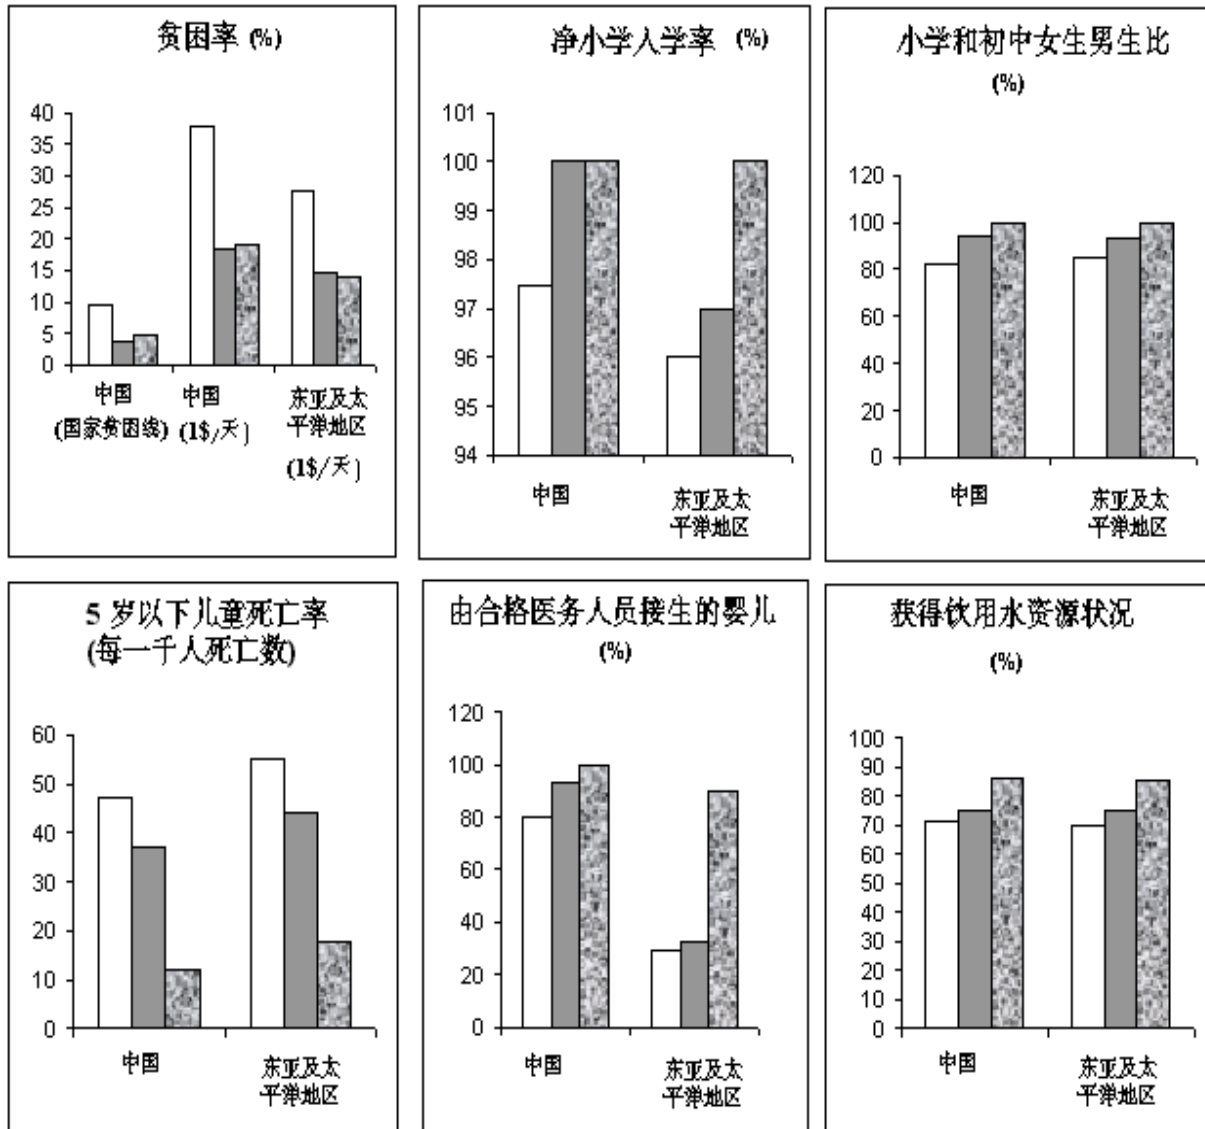 贫困率 (%)
40
35
30
25
20
15
10
5
0
中国
(国家贫困线)
中国
(1$/天)
东亚及太
平洋地区
(1$/天)
净小学入学率 (%)
101
100
99
98
97
96
95
94
中国
东亚及太
平洋地区
小学和初中女生男生比
(%)
120
100
80
60
40
20
0
中国
东亚及太
平洋地区
5 岁以下儿童死亡率
(每一千人死亡数)
60
50
40
30
20
10
0
中国
东亚及太
平洋地区
由合格医务人员接生的婴儿
(%)
120
100
80
60
40
20
0
中国
东亚及太
平洋地区
获得饮用水资源状况
(%)
100
90
80
70
60
50
40
30
20
10
0
中国
东亚及太
平洋地区